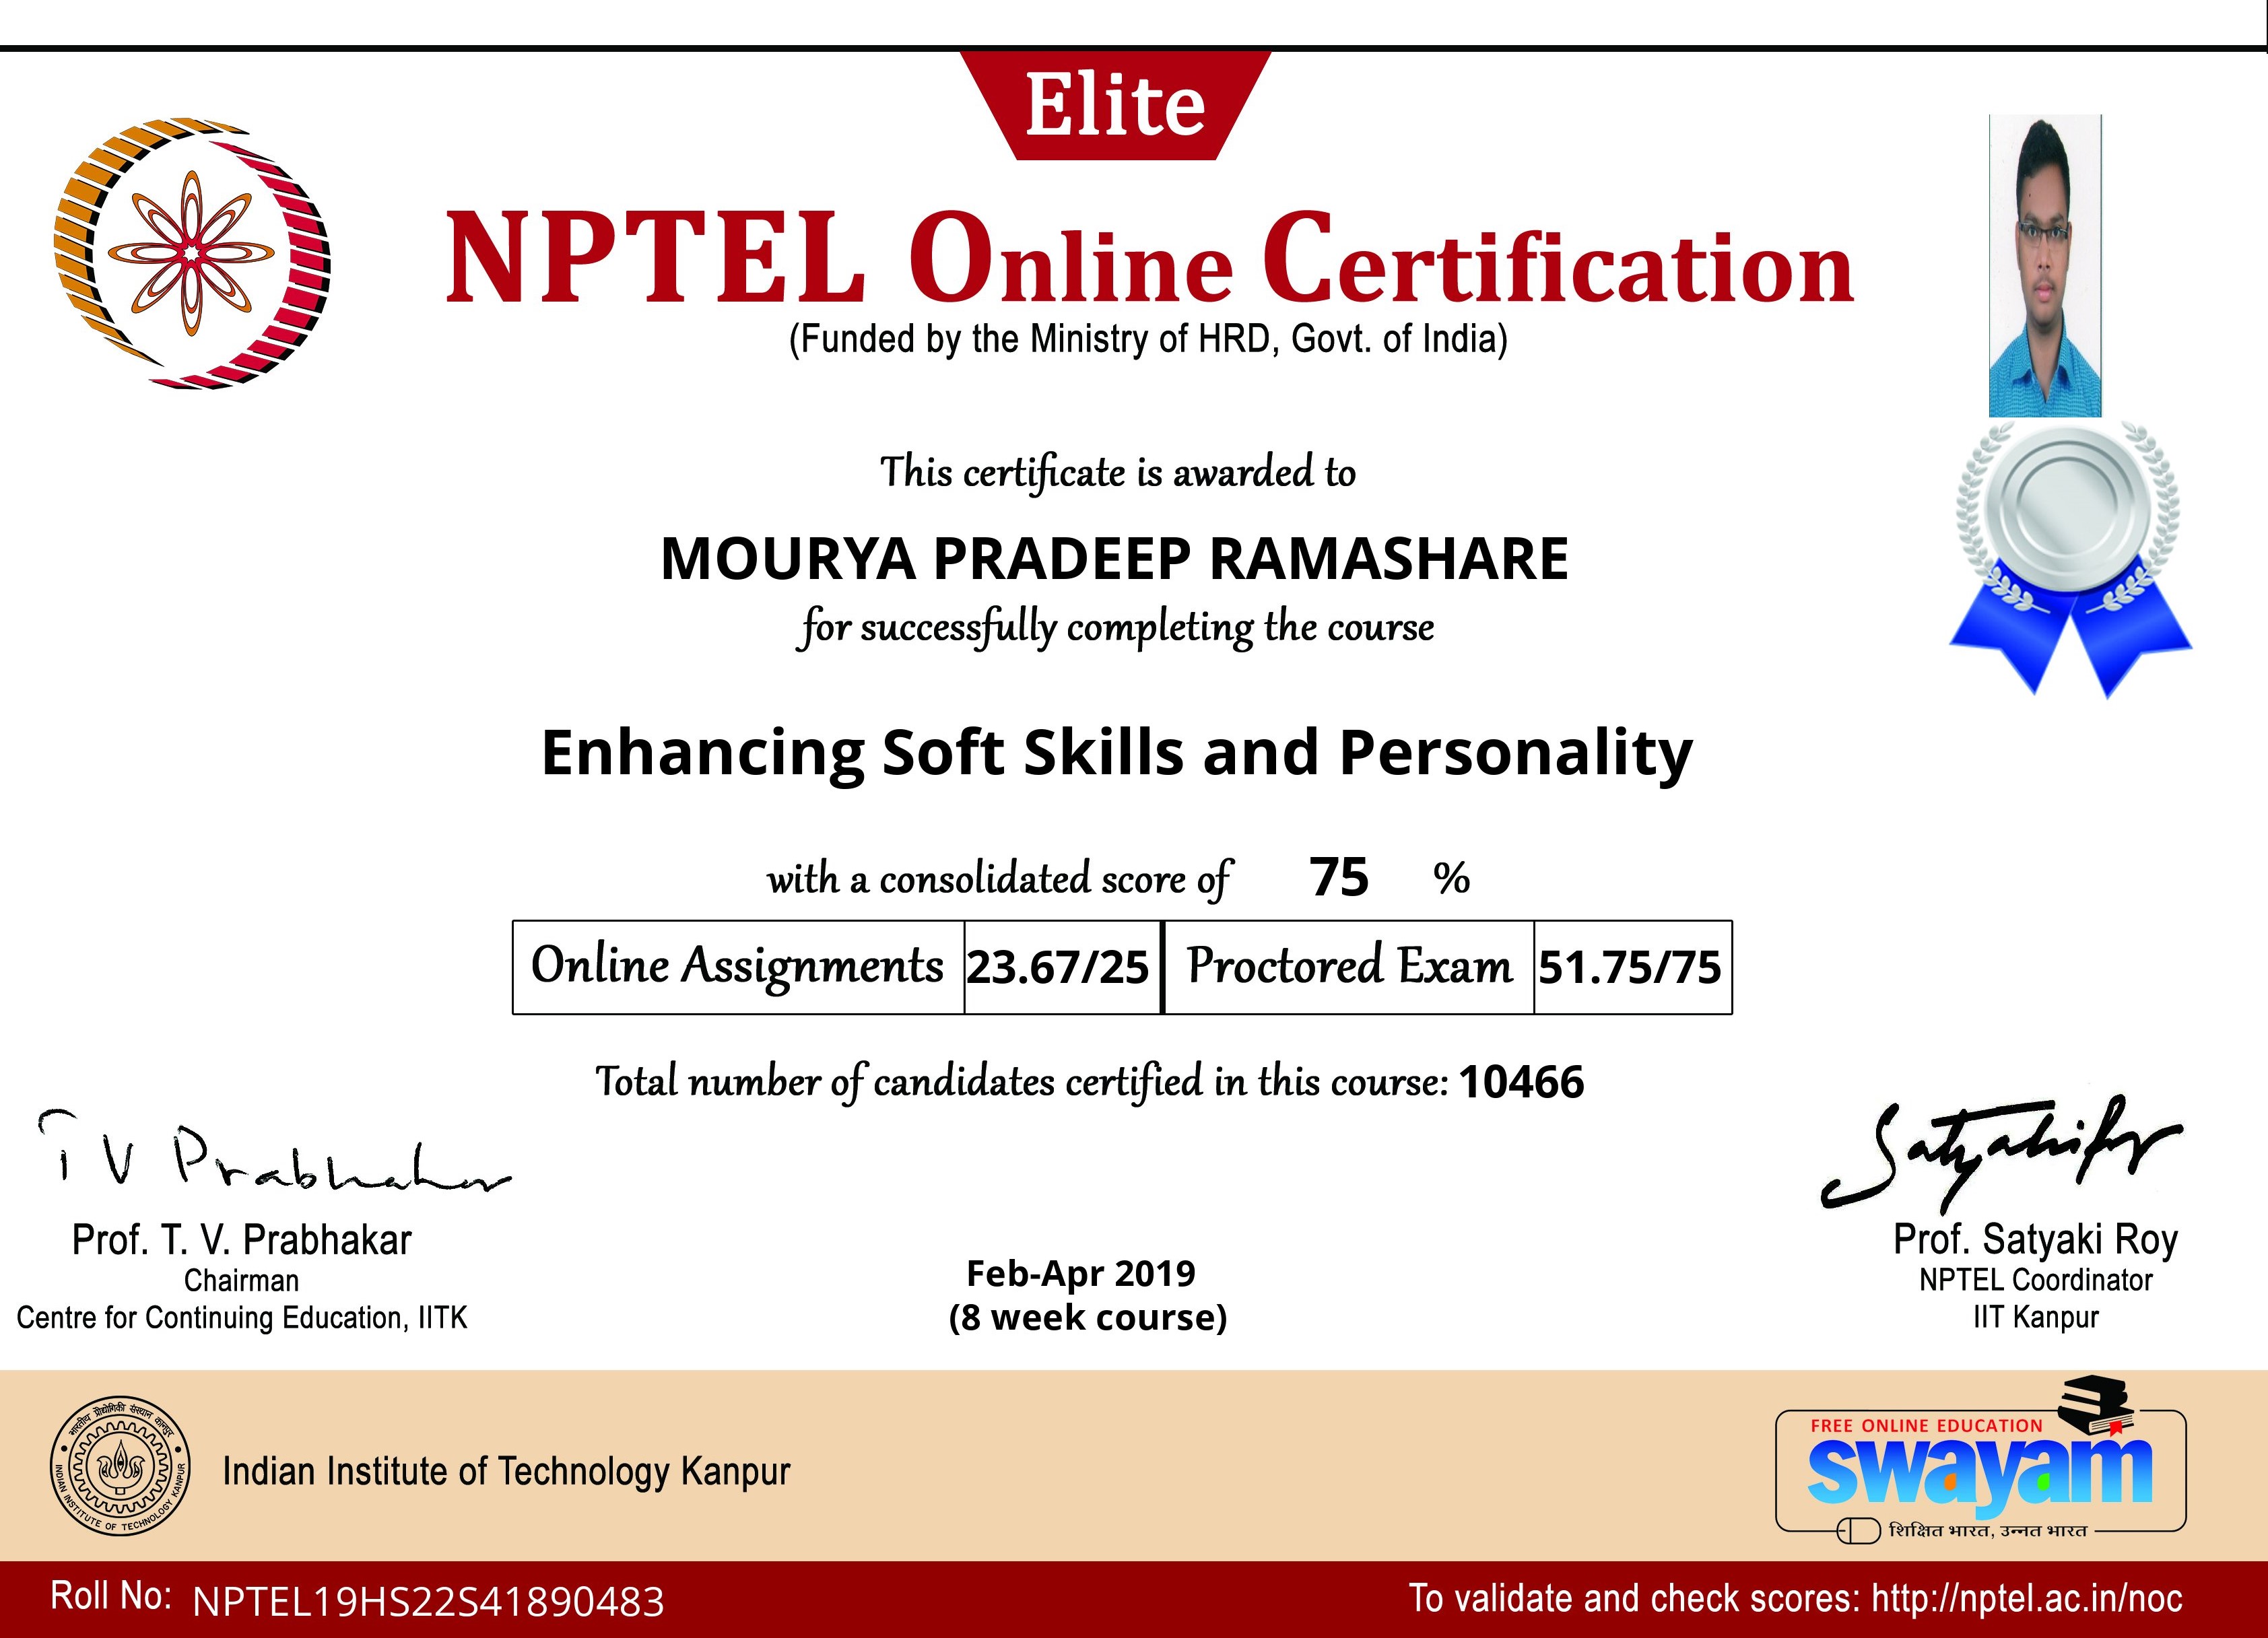 Elite
NPTEL Online Certification
(Funded by the Ministry of HRD, Govt. of India)
This certificate is awarded to
MOURYA PRADEEP RAMASHARE
for successfully completing the course
Enhancing Soft Skills and Personality
with a consolidated score of 75 %
Online Assignments 23.67/25 Proctored Exam 51.75/75
Total number of candidates certified in this course: 10466
T V Prabhakar
Prof. T. V. Prabhakar
Chairman
Centre for Continuing Education, IITK
Feb-Apr 2019
(8 week course)
Prof. Satyaki Roy
NPTEL Coordinator
IIT Kanpur
भारतीय प्रौद्योगिकी संस्थान कानपुर
INDIAN INSTITUTE OF TECHNOLOGY KANPUR
Indian Institute of Technology Kanpur
FREE ONLINE EDUCATION
swayam
शिक्षित भारत, उन्नत भारत
Roll No: NPTEL19HS22S41890483
To validate and check scores: http://nptel.ac.in/noc